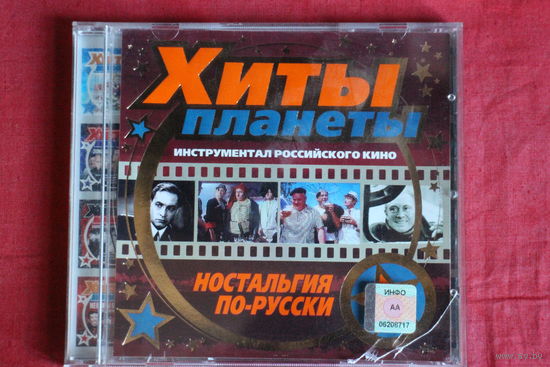 Хиты
планеты
ИНСТРУМЕНТАЛ РОССИЙСКОГО КИНО
НОСТАЛЬГИЯ
ПО-РУССКИ
ИНФО
АА
06208717